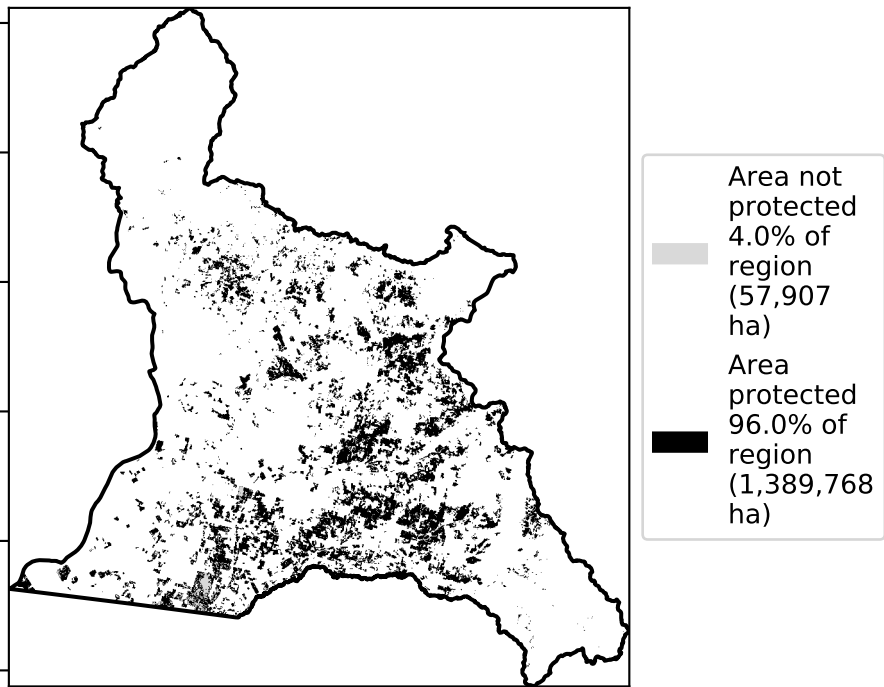 Area not
protected
4.0% of
region
(57,907
ha)
Area
protected
96.0% of
region
(1,389,768
ha)